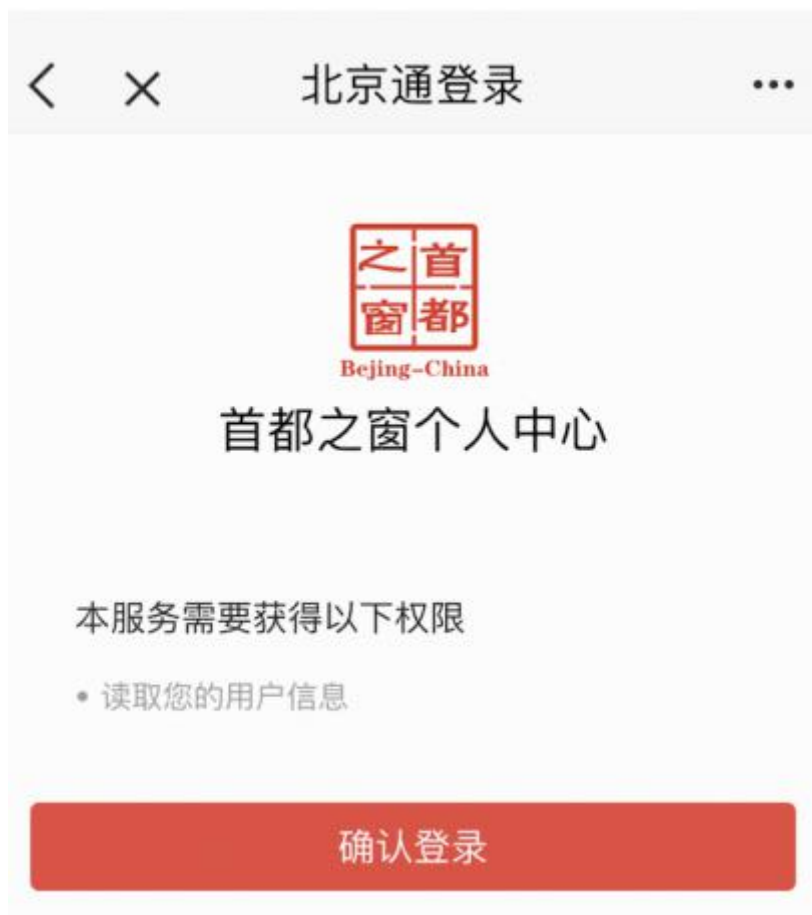 北京通登录
首都
之窗
Bejing-China
首都之窗个人中心
本服务需要获得以下权限
• 读取您的用户信息
确认登录